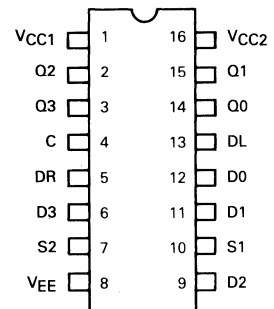 VCC1 1 16 VCC2
Q2 2 15 Q1
Q3 3 14 Q0
C 4 13 DL
DR 5 12 D0
D3 6 11 D1
S2 7 10 S1
VEE 8 9 D2